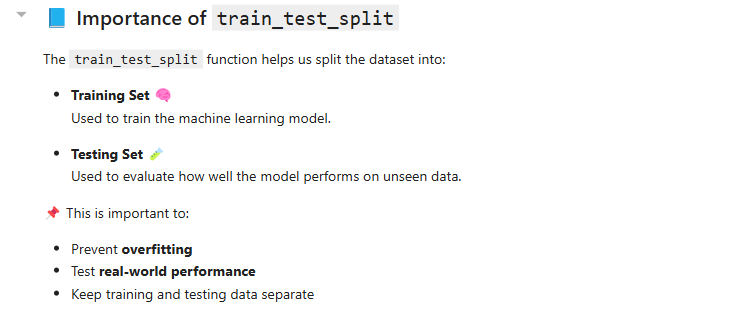 📘 Importance of train_test_split
The train_test_split function helps us split the dataset into:
• Training Set 🧠
Used to train the machine learning model.
• Testing Set 🧪
Used to evaluate how well the model performs on unseen data.
📌 This is important to:
• Prevent overfitting
• Test real-world performance
• Keep training and testing data separate